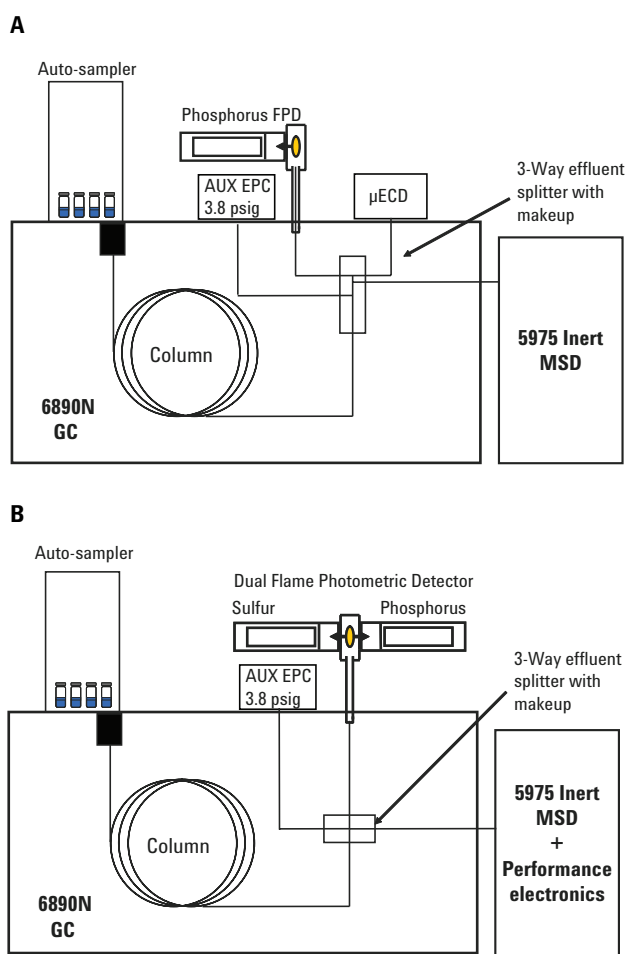 A
Auto-sampler
Phosphorus FPD
AUX EPC
3.8 psig
µECD
3-Way effluent
splitter with
makeup
Column
5975 Inert
MSD
6890N
GC
B
Auto-sampler
Dual Flame Photometric Detector
Sulfur
Phosphorus
AUX EPC
3.8 psig
3-Way effluent
splitter with
makeup
Column
5975 Inert
MSD
+
Performance
electronics
6890N
GC